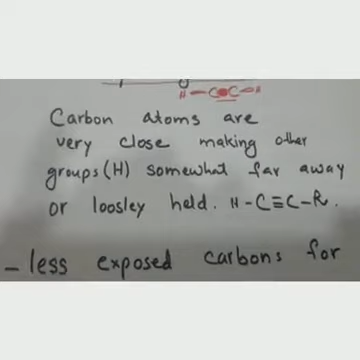 H-C≡C-H
Carbon atoms are
very close making other
groups (H) somewhat far away
or loosley held. H-C≡C-R.
- less exposed carbons for